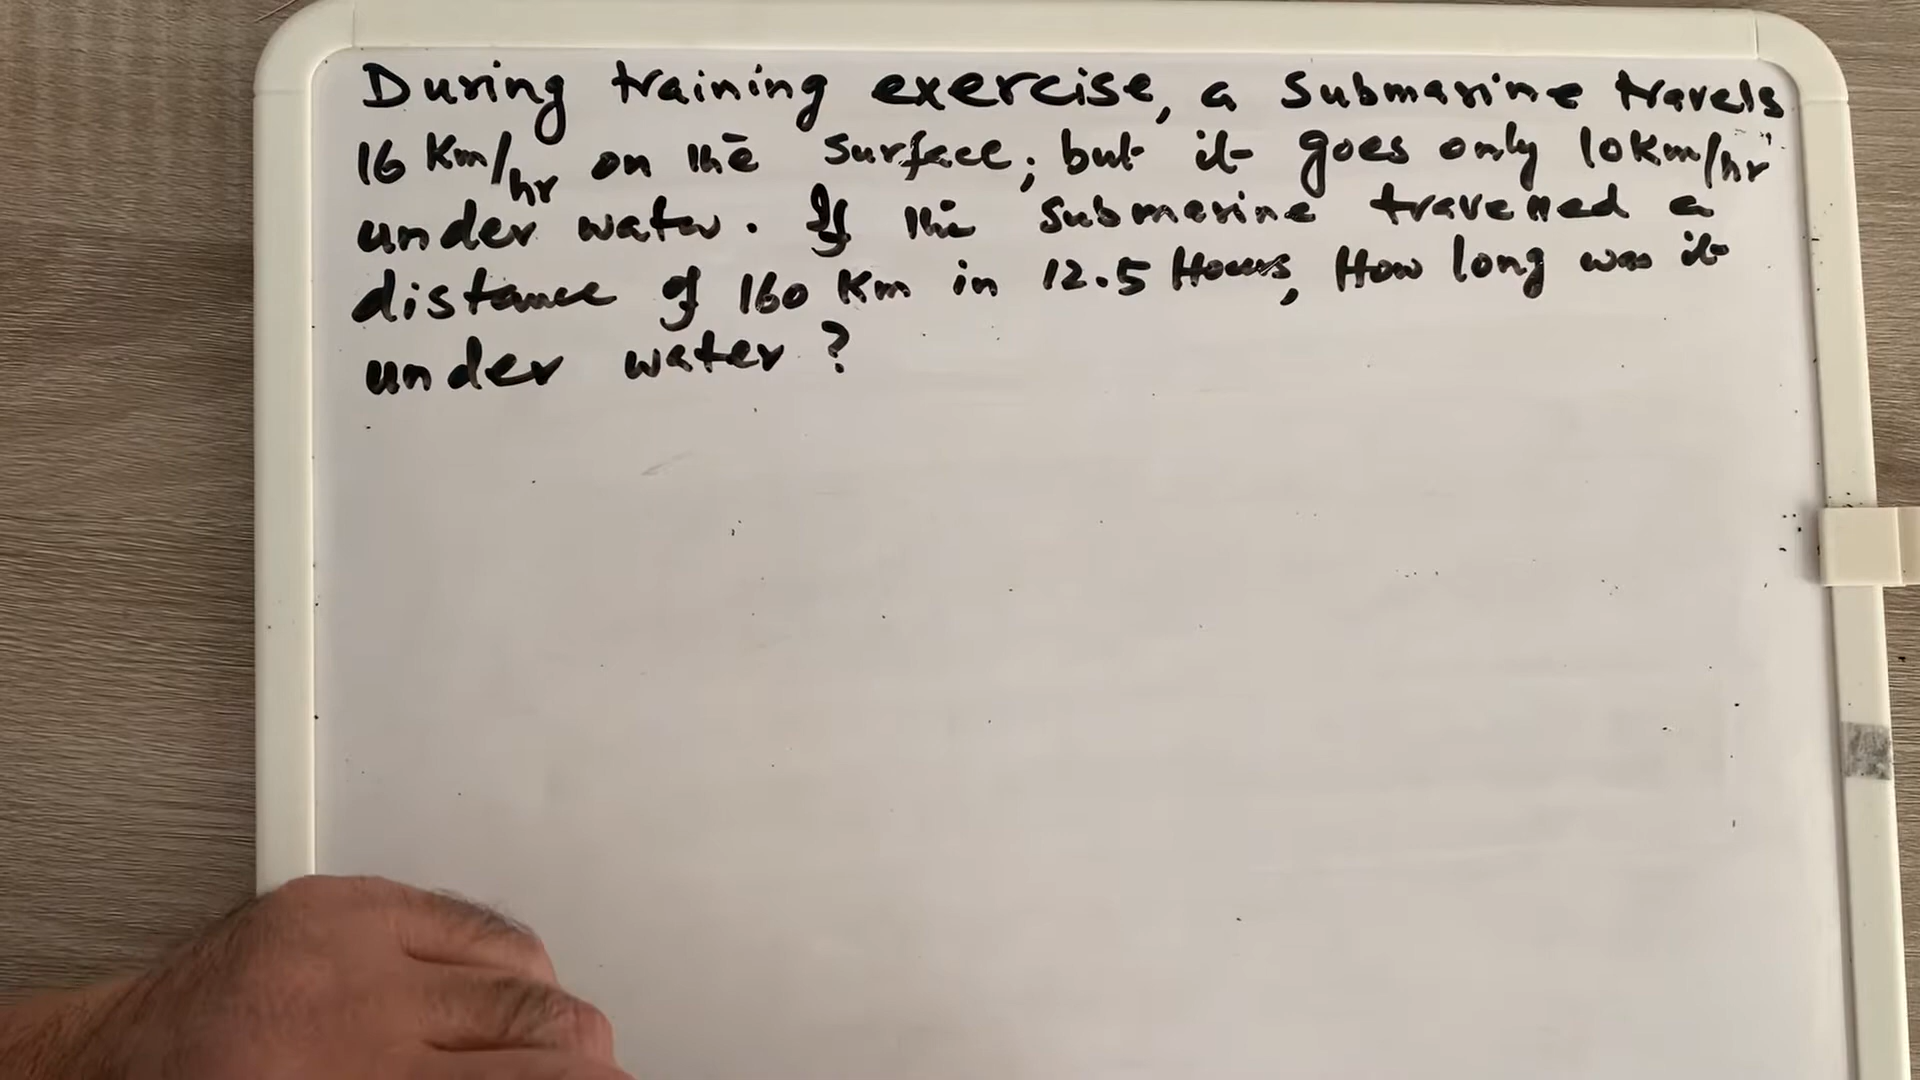 During training exercise, a submarine travels
16 Km/hr on the surface; but it goes only 10km/hr
under water. If the submarine travelled a
distance of 160 Km in 12.5 Hours, How long was it
under water?